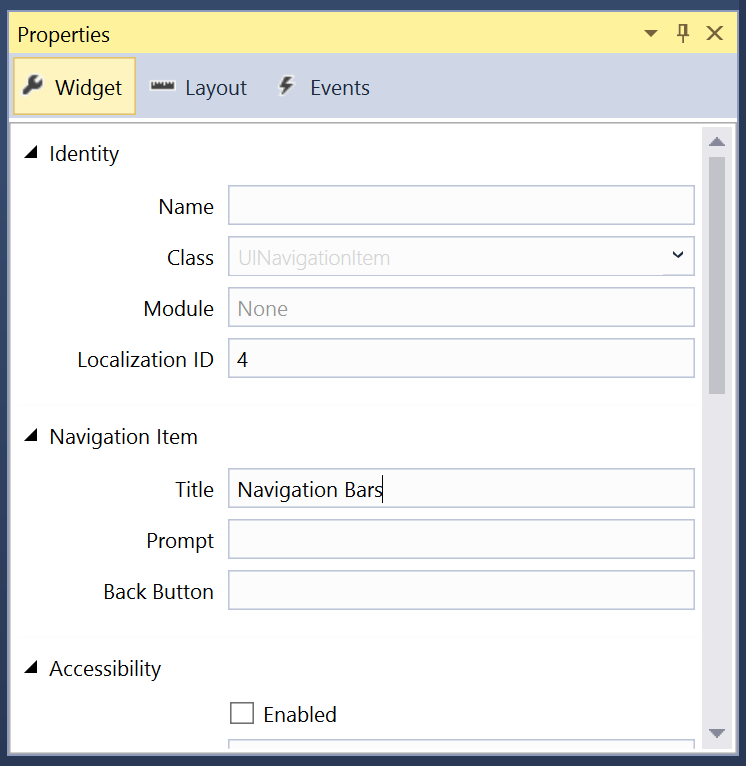 Properties
Widget Layout Events
Identity
Name
Class UINavigationItem
Module None
Localization ID 4
Navigation Item
Title Navigation Bars
Prompt
Back Button
Accessibility
Enabled